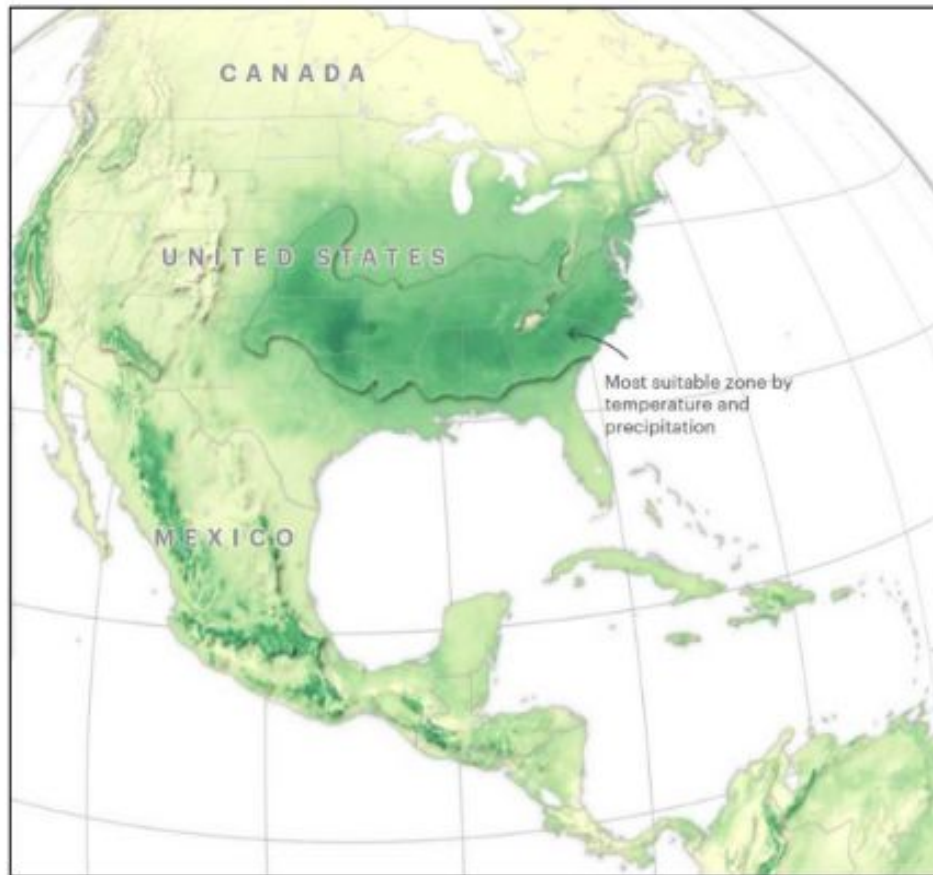 CANADA
UNITED STATES
Most suitable zone by
temperature and
precipitation
MEXICO